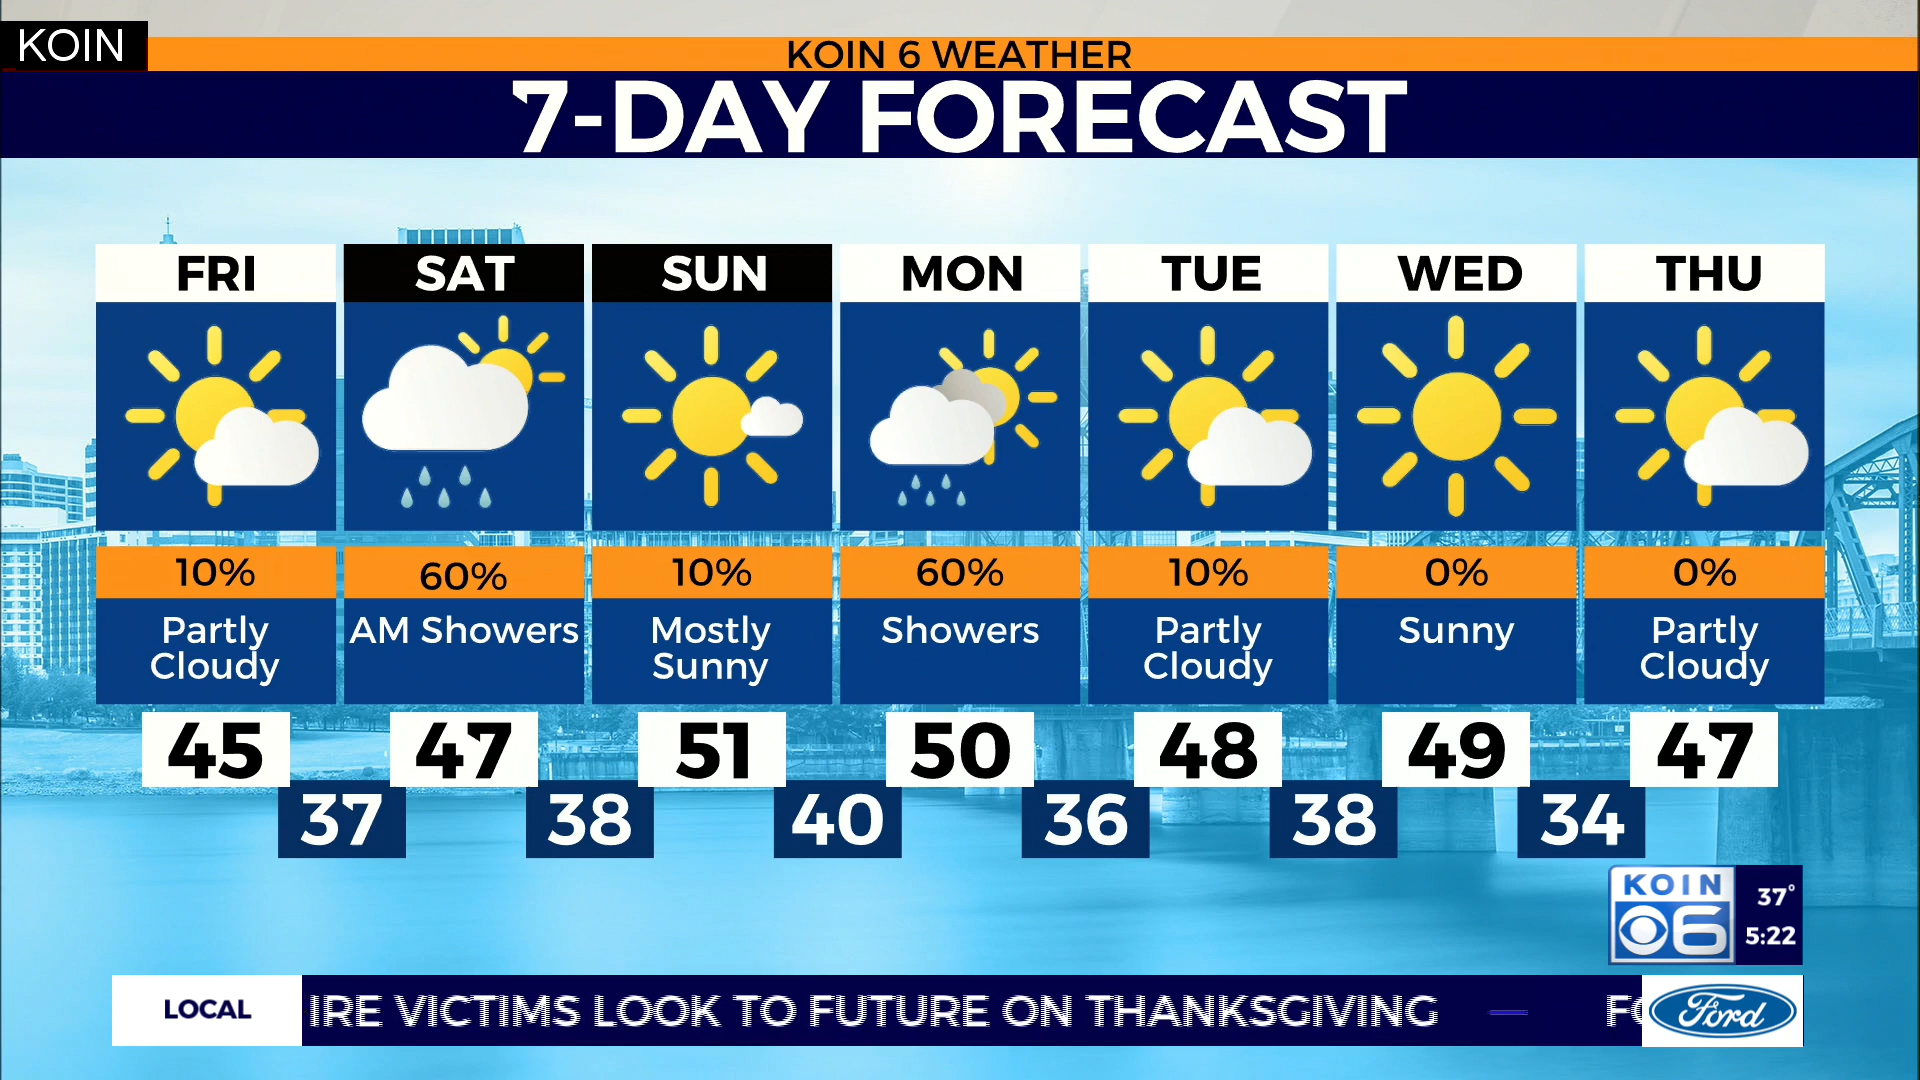 KOIN
KOIN 6 WEATHER
7-DAY FORECAST
FRI SAT SUN MON TUE WED THU
10% 60% 10% 60% 10% 0% 0%
Partly Cloudy
AM Showers
Mostly Sunny
Showers
Partly Cloudy
Sunny
Partly Cloudy
45 47 51 50 48 49 47
37 38 40 36 38 34
KOIN 6
37°
5:22
LOCAL
IRE VICTIMS LOOK TO FUTURE ON THANKSGIVING — FO
Ford